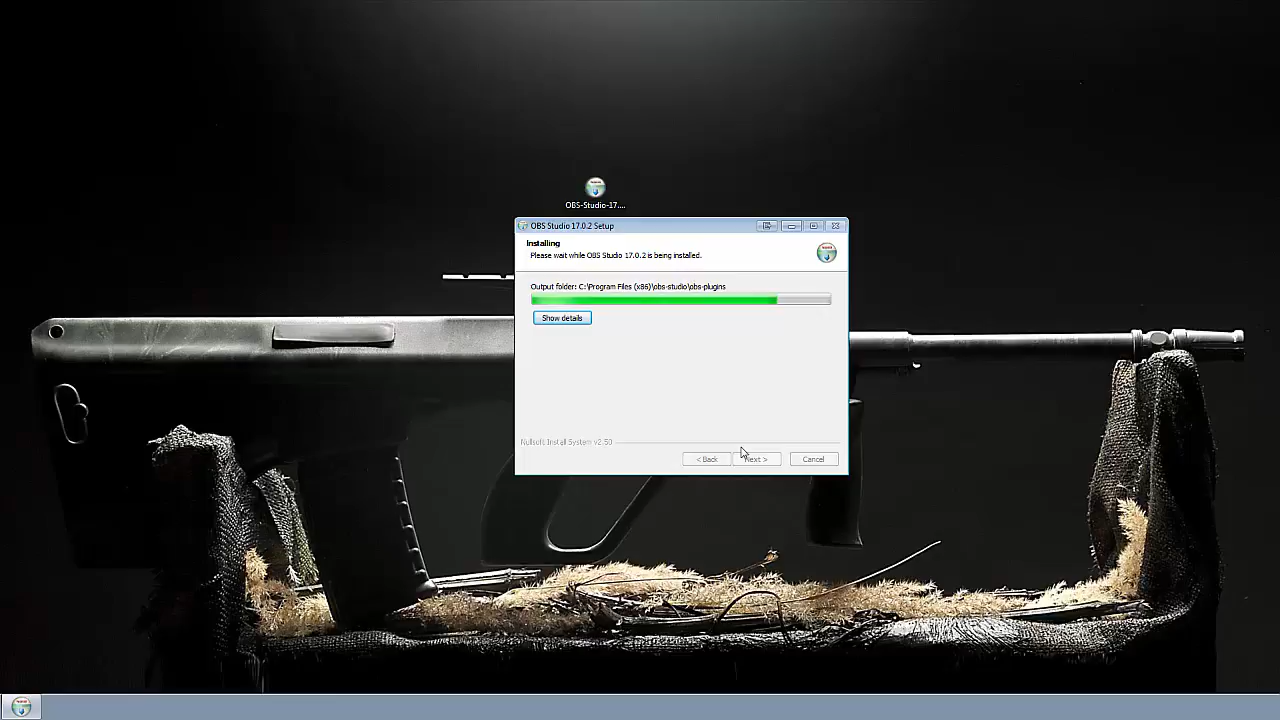 OBS-Studio-17....
OBS Studio 17.0.2 Setup
Installing
Please wait while OBS Studio 17.0.2 is being installed.
Output folder: C:\Program Files (x86)\obs-studio\obs-plugins
Show details
Nullsoft Install System v2.50
< Back
Next >
Cancel